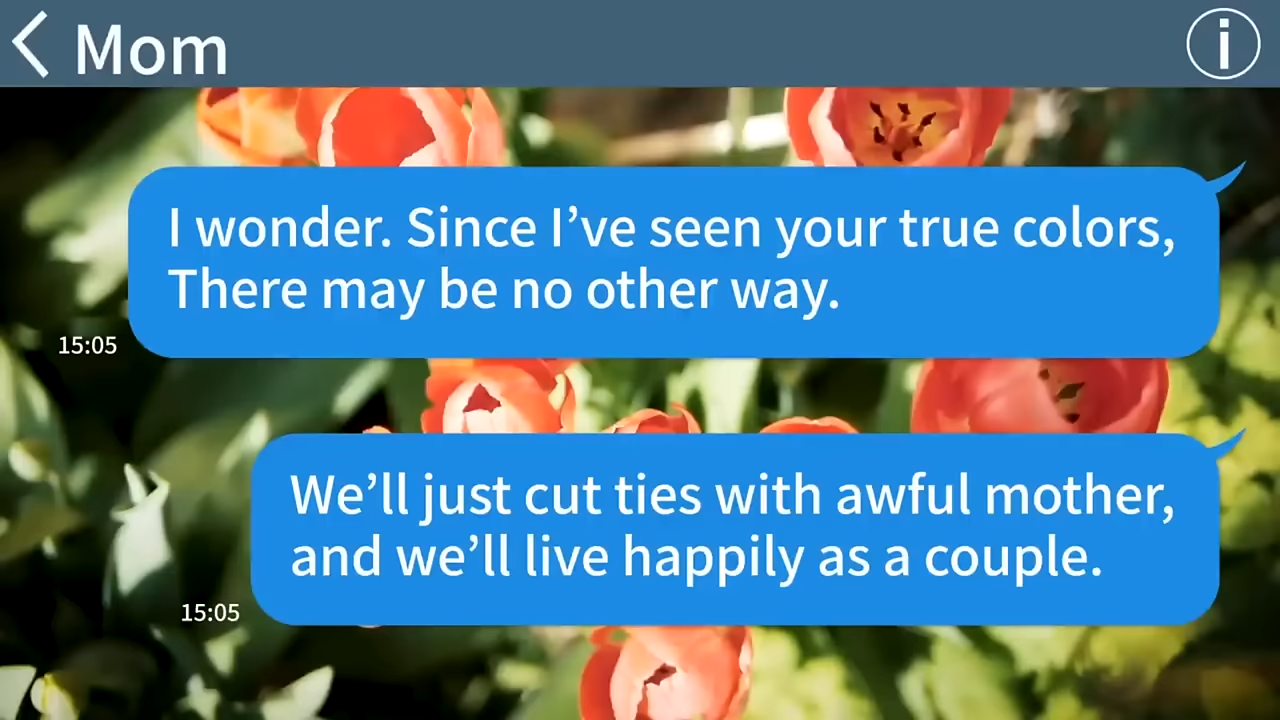 Mom
I wonder. Since I’ve seen your true colors,
There may be no other way.
15:05
We’ll just cut ties with awful mother,
and we’ll live happily as a couple.
15:05